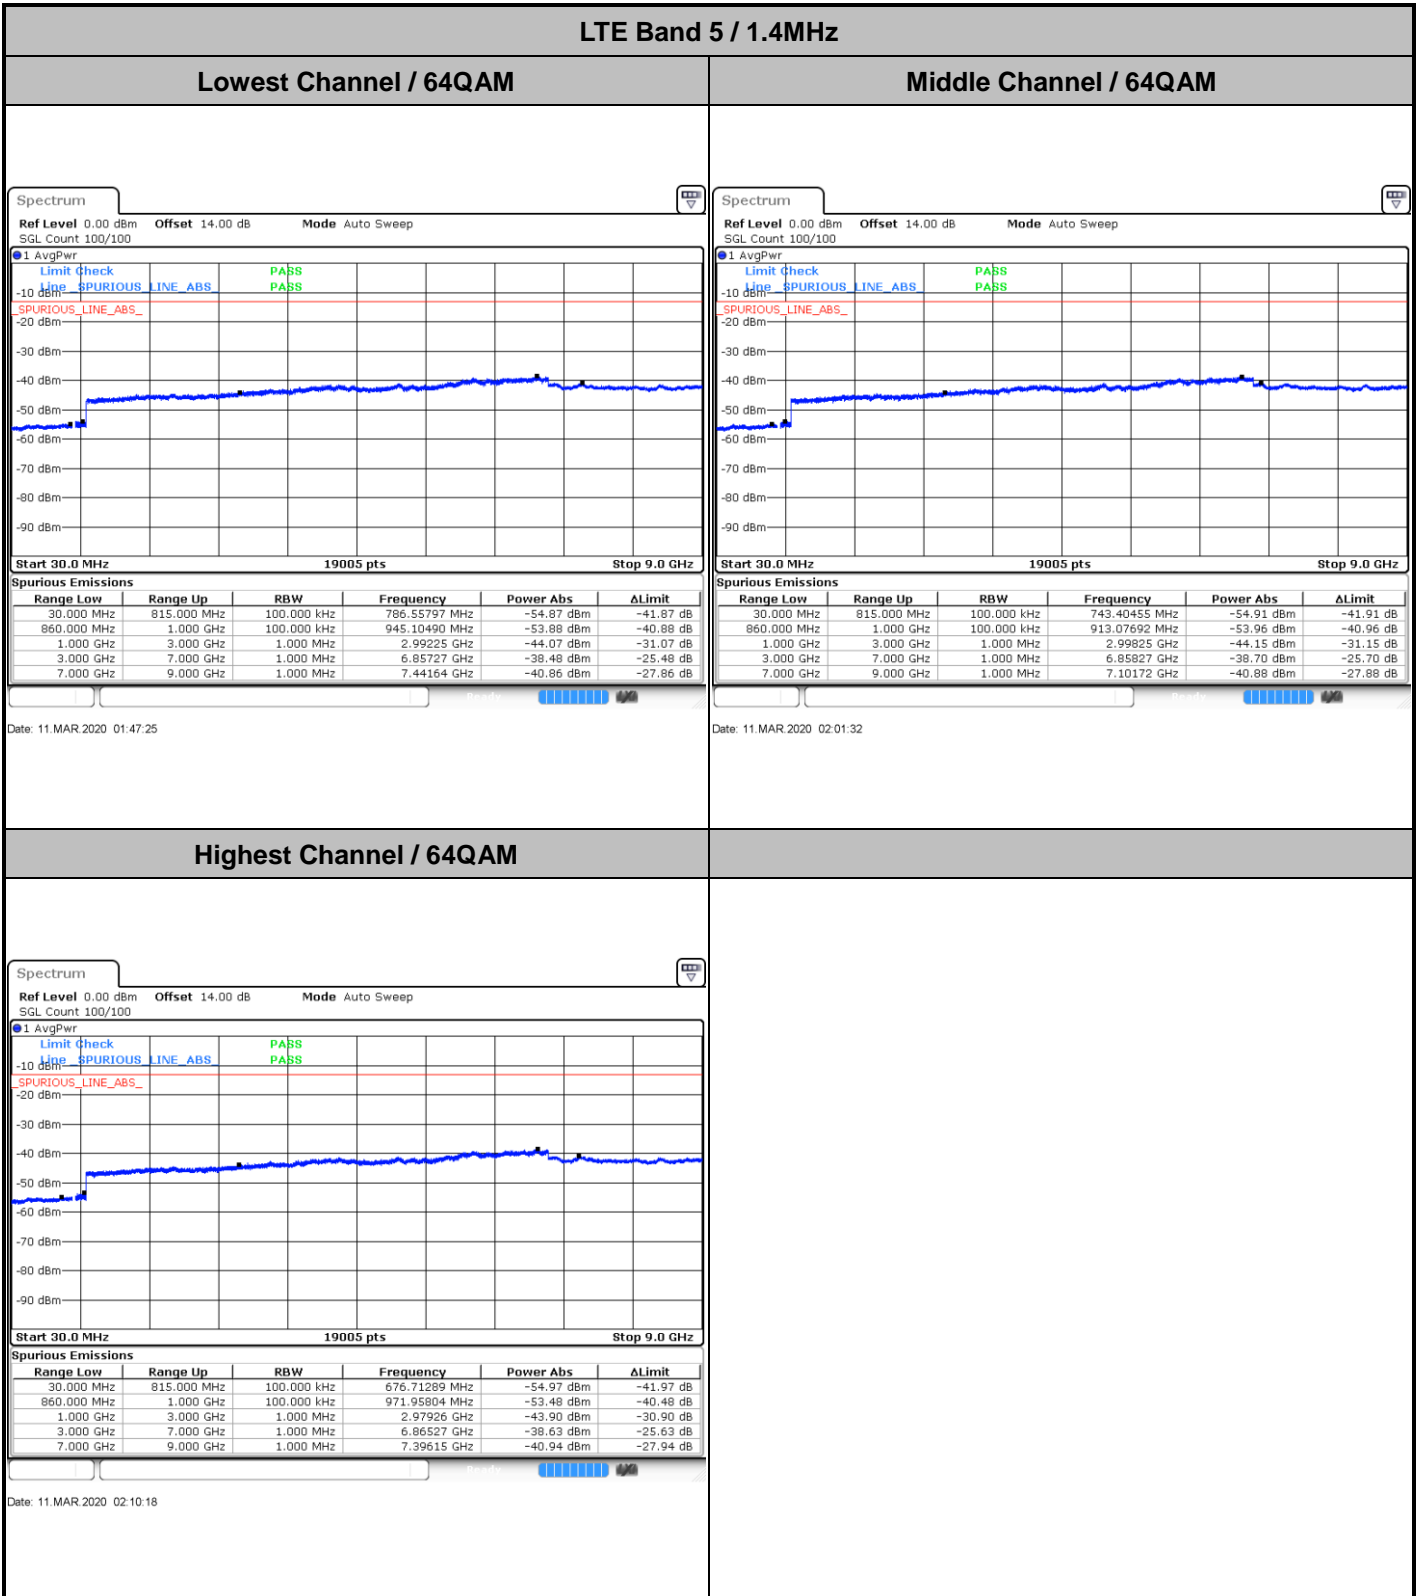 LTE Band 5 / 1.4MHz
Lowest Channel / 64QAM
Middle Channel / 64QAM
Spectrum
Ref Level 0.00 dBm Offset 14.00 dB Mode Auto Sweep
SGL Count 100/100
1 AvgPwr
Limit Check PASS
Line _SPURIOUS_LINE_ABS_ PASS
-10 dBm
_SPURIOUS_LINE_ABS_
-20 dBm
-30 dBm
-40 dBm
-50 dBm
-60 dBm
-70 dBm
-80 dBm
-90 dBm
Start 30.0 MHz 19005 pts Stop 9.0 GHz
Spurious Emissions
Range Low Range Up RBW Frequency Power Abs ΔLimit
30.000 MHz 815.000 MHz 100.000 kHz 786.55797 MHz -54.87 dBm -41.87 dB
860.000 MHz 1.000 GHz 100.000 kHz 945.10490 MHz -53.88 dBm -40.88 dB
1.000 GHz 3.000 GHz 1.000 MHz 2.99225 GHz -44.07 dBm -31.07 dB
3.000 GHz 7.000 GHz 1.000 MHz 6.85727 GHz -38.48 dBm -25.48 dB
7.000 GHz 9.000 GHz 1.000 MHz 7.44164 GHz -40.86 dBm -27.86 dB
Ready
Date: 11.MAR.2020 01:47:25
Spectrum
Ref Level 0.00 dBm Offset 14.00 dB Mode Auto Sweep
SGL Count 100/100
1 AvgPwr
Limit Check PASS
Line _SPURIOUS_LINE_ABS_ PASS
-10 dBm
_SPURIOUS_LINE_ABS_
-20 dBm
-30 dBm
-40 dBm
-50 dBm
-60 dBm
-70 dBm
-80 dBm
-90 dBm
Start 30.0 MHz 19005 pts Stop 9.0 GHz
Spurious Emissions
Range Low Range Up RBW Frequency Power Abs ΔLimit
30.000 MHz 815.000 MHz 100.000 kHz 743.40455 MHz -54.91 dBm -41.91 dB
860.000 MHz 1.000 GHz 100.000 kHz 913.07692 MHz -53.96 dBm -40.96 dB
1.000 GHz 3.000 GHz 1.000 MHz 2.99825 GHz -44.15 dBm -31.15 dB
3.000 GHz 7.000 GHz 1.000 MHz 6.85827 GHz -38.70 dBm -25.70 dB
7.000 GHz 9.000 GHz 1.000 MHz 7.10172 GHz -40.88 dBm -27.88 dB
Ready
Date: 11.MAR.2020 02:01:32
Highest Channel / 64QAM
Spectrum
Ref Level 0.00 dBm Offset 14.00 dB Mode Auto Sweep
SGL Count 100/100
1 AvgPwr
Limit Check PASS
Line _SPURIOUS_LINE_ABS_ PASS
-10 dBm
_SPURIOUS_LINE_ABS_
-20 dBm
-30 dBm
-40 dBm
-50 dBm
-60 dBm
-70 dBm
-80 dBm
-90 dBm
Start 30.0 MHz 19005 pts Stop 9.0 GHz
Spurious Emissions
Range Low Range Up RBW Frequency Power Abs ΔLimit
30.000 MHz 815.000 MHz 100.000 kHz 676.71289 MHz -54.97 dBm -41.97 dB
860.000 MHz 1.000 GHz 100.000 kHz 971.95804 MHz -53.48 dBm -40.48 dB
1.000 GHz 3.000 GHz 1.000 MHz 2.97926 GHz -43.90 dBm -30.90 dB
3.000 GHz 7.000 GHz 1.000 MHz 6.86527 GHz -38.63 dBm -25.63 dB
7.000 GHz 9.000 GHz 1.000 MHz 7.39615 GHz -40.94 dBm -27.94 dB
Ready
Date: 11.MAR.2020 02:10:18